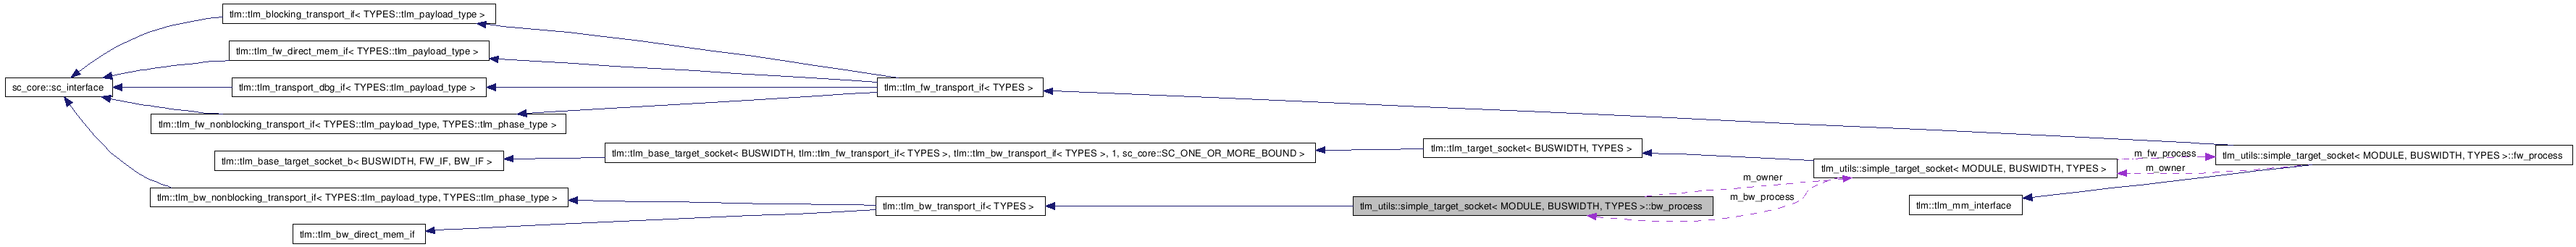 tlm::tlm_blocking_transport_if< TYPES::tlm_payload_type >
tlm::tlm_fw_direct_mem_if< TYPES::tlm_payload_type >
sc_core::sc_interface
tlm::tlm_transport_dbg_if< TYPES::tlm_payload_type >
tlm::tlm_fw_transport_if< TYPES >
tlm::tlm_fw_nonblocking_transport_if< TYPES::tlm_payload_type, TYPES::tlm_phase_type >
tlm::tlm_base_target_socket_b< BUSWIDTH, FW_IF, BW_IF >
tlm::tlm_base_target_socket< BUSWIDTH, tlm::tlm_fw_transport_if< TYPES >, tlm::tlm_bw_transport_if< TYPES >, 1, sc_core::SC_ONE_OR_MORE_BOUND >
tlm::tlm_target_socket< BUSWIDTH, TYPES >
m_fw_process
tlm_utils::simple_target_socket< MODULE, BUSWIDTH, TYPES >::fw_process
tlm_utils::simple_target_socket< MODULE, BUSWIDTH, TYPES >
m_owner
m_owner
tlm::tlm_bw_nonblocking_transport_if< TYPES::tlm_payload_type, TYPES::tlm_phase_type >
m_bw_process
tlm::tlm_bw_transport_if< TYPES >
tlm_utils::simple_target_socket< MODULE, BUSWIDTH, TYPES >::bw_process
tlm::tlm_mm_interface
tlm::tlm_bw_direct_mem_if